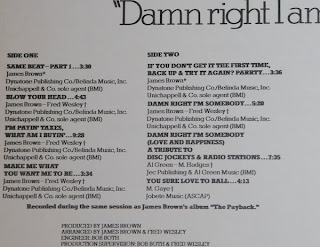 "Damn right I am
SIDE ONE
SAME BEAT—PART 1...3:30
James Brown*
Dynatone Publishing Co./Belinda Music, Inc.
Unichappell & Co. sole agent (BMI)
BLOW YOUR HEAD...4:43
James Brown - Fred Wesley†
Dynatone Publishing Co/Belinda Music, Inc.
Unichappell & Co. sole agent (BMI)
I'M PAYIN' TAXES,
WHAT AM I BUYIN'...9:25
James Brown - Fred Wesley†
Dynatone Publishing Co/Belinda Music, Inc.
Unichappell & Co. sole agent (BMI)
MAKE ME WHAT
YOU WANT ME TO BE...3:34
James Brown - Fred Wesley†
Dynatone Publishing Co/Belinda Music, Inc.
Unichappell & Co. sole agent (BMI)
SIDE TWO
IF YOU DON'T GET IT THE FIRST TIME,
BACK UP & TRY IT AGAIN? PARRTY...3:36
James Brown*
Dynatone Publishing Co/Belinda Music, Inc.
Unichappell & Co. sole agent (BMI)
DAMN RIGHT I'M SOMEBODY...5:28
James Brown - Fred Wesley†
Dynatone Publishing Co/Belinda Music, Inc.
Unichappell & Co. sole agent (BMI)
DAMN RIGHT I'M SOMEBODY
(LOVE AND HAPPINESS)
A TRIBUTE TO
DISC JOCKEYS & RADIO STATIONS...7:35
Al Green - M. Hodges†
Jec Publishing & Al Green Music (BMI)
YOU SURE LOVE TO BALL...4:13
M. Gaye†
Jobete Music (ASCAP)
Recorded during the same session as James Brown's album "The Payback."
PRODUCED BY JAMES BROWN
ARRANGED BY JAMES BROWN & FRED WESLEY
ENGINEER: BOB BOTH
PRODUCTION SUPERVISION: BOB BOTH & FRED WESLEY